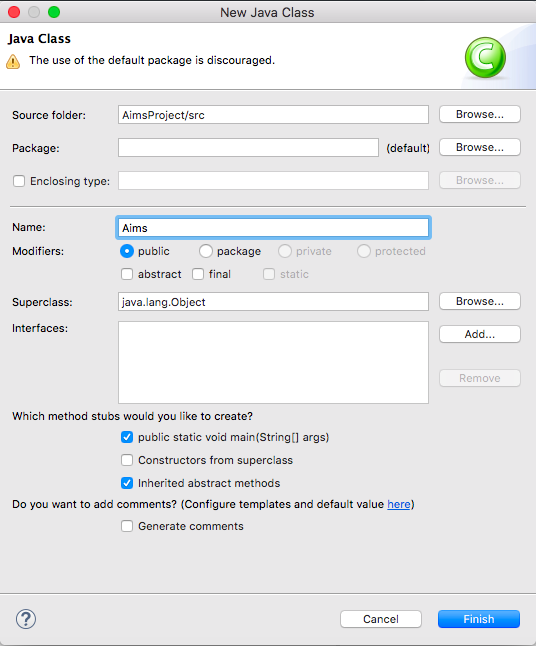 New Java Class
Java Class
The use of the default package is discouraged.
Source folder: AimsProject/src Browse...
Package: (default) Browse...
Enclosing type: Browse...
Name: Aims
Modifiers: public package private protected
abstract final static
Superclass: java.lang.Object Browse...
Interfaces: Add...
Remove
Which method stubs would you like to create?
public static void main(String[] args)
Constructors from superclass
Inherited abstract methods
Do you want to add comments? (Configure templates and default value here)
Generate comments
? Cancel Finish